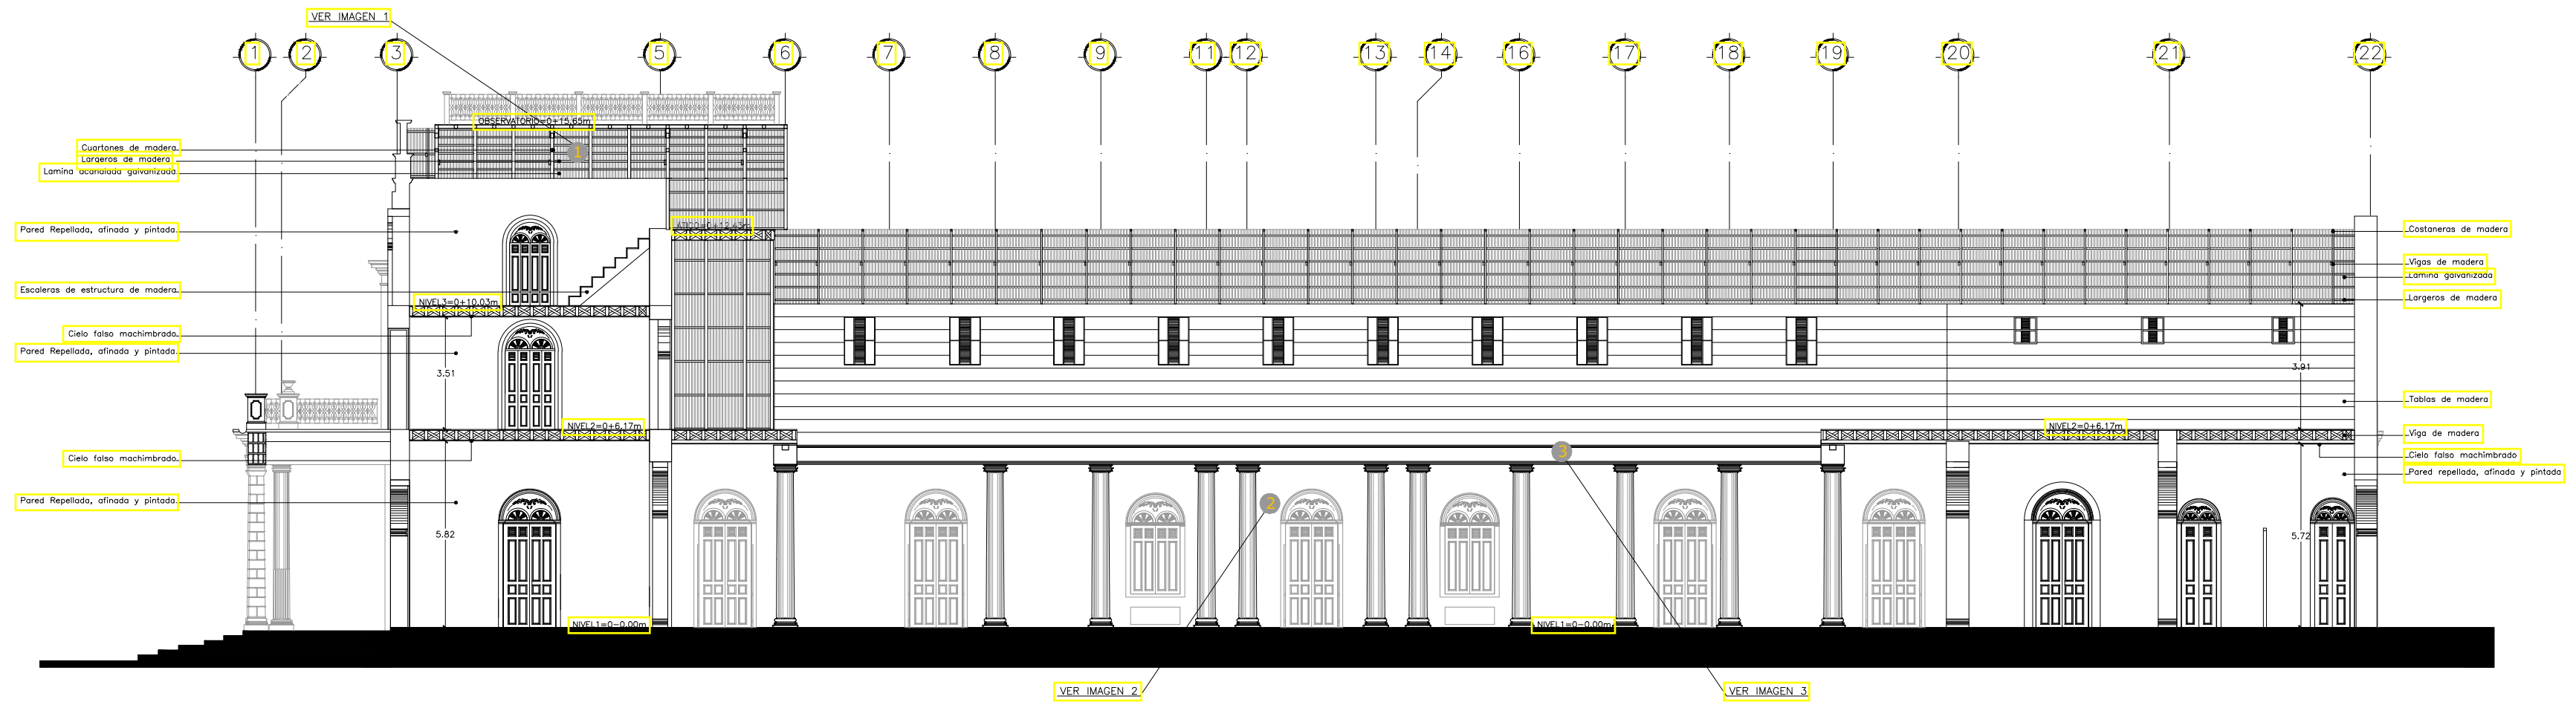 VER IMAGEN 1
1 2 3 5 6 7 8 9 11 12 13 14 16 17 18 19 20 21 22
OBSERVATORIO=0+15.65m
Cuartones de madera
1
Largeros de madera
Lamina acanalada galvanizada
Pared Repellada, afinada y pintada
Costaneras de madera
Vigas de madera
Lamina galvanizada
Escaleras de estructura de madera
Largeros de madera
NIVEL3=0+10.03m
Cielo falso machimbrado
Pared Repellada, afinada y pintada
3.51
3.91
Tablas de madera
NIVEL2=0+6.17m
NIVEL2=0+6.17m
Viga de madera
Cielo falso machimbrado
3
Cielo falso machimbrado
Pared repellada, afinada y pintada
Pared Repellada, afinada y pintada
2
5.82
5.72
NIVEL1=0-0.00m
NIVEL1=0-0.00m
VER IMAGEN 2
VER IMAGEN 3